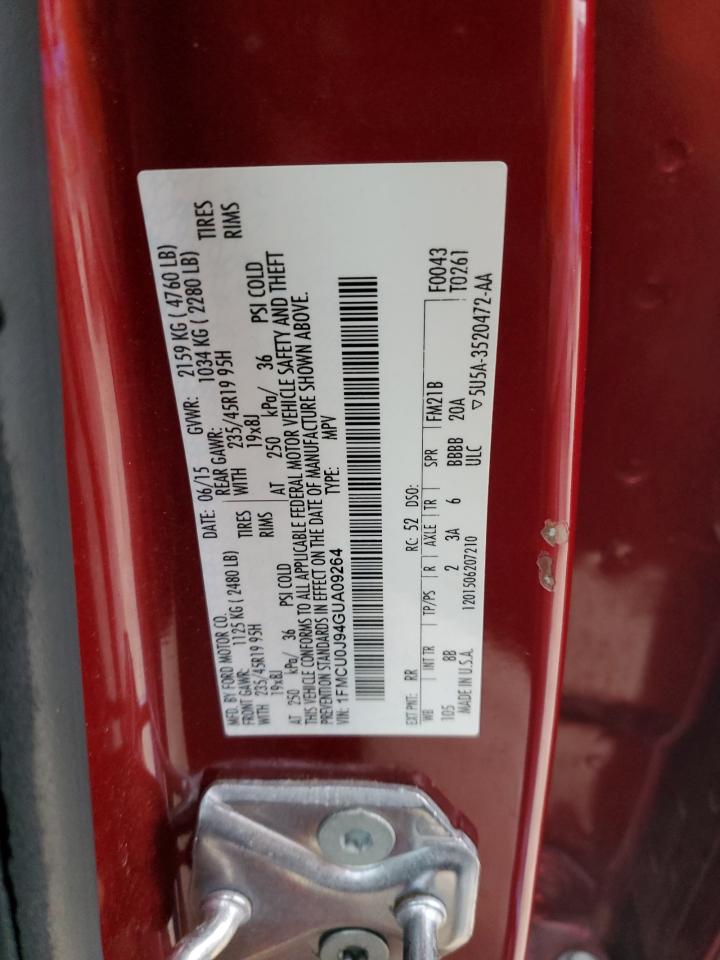 MFD. BY FORD MOTOR CO.
DATE: 06/15 GVWR: 2159 KG ( 4760 LB)
FRONT GAWR: 1125 KG (2480 LB) REAR GAWR: 1034 KG ( 2280 LB)
WITH 235/45R19 95H TIRES WITH 235/45R19 95H TIRES
19x8J RIMS 19x8J RIMS
AT 250 kPa/ 36 PSI COLD AT 250 kPa/ 36 PSI COLD
THIS VEHICLE CONFORMS TO ALL APPLICABLE FEDERAL MOTOR VEHICLE SAFETY AND THEFT
PREVENTION STANDARDS IN EFFECT ON THE DATE OF MANUFACTURE SHOWN ABOVE.
VIN: 1FMCU0J94GUA09264 TYPE: MPV
EXT PNT: RR RC: 52 DSO: FM21B F0043
WB INT TR TP/PS R AXLE TR SPR T0261
105 8B 2 3A 6 BBBB 20A
MADE IN U.S.A. 1201506207210 ULC ▽5U5A-3520472-AA